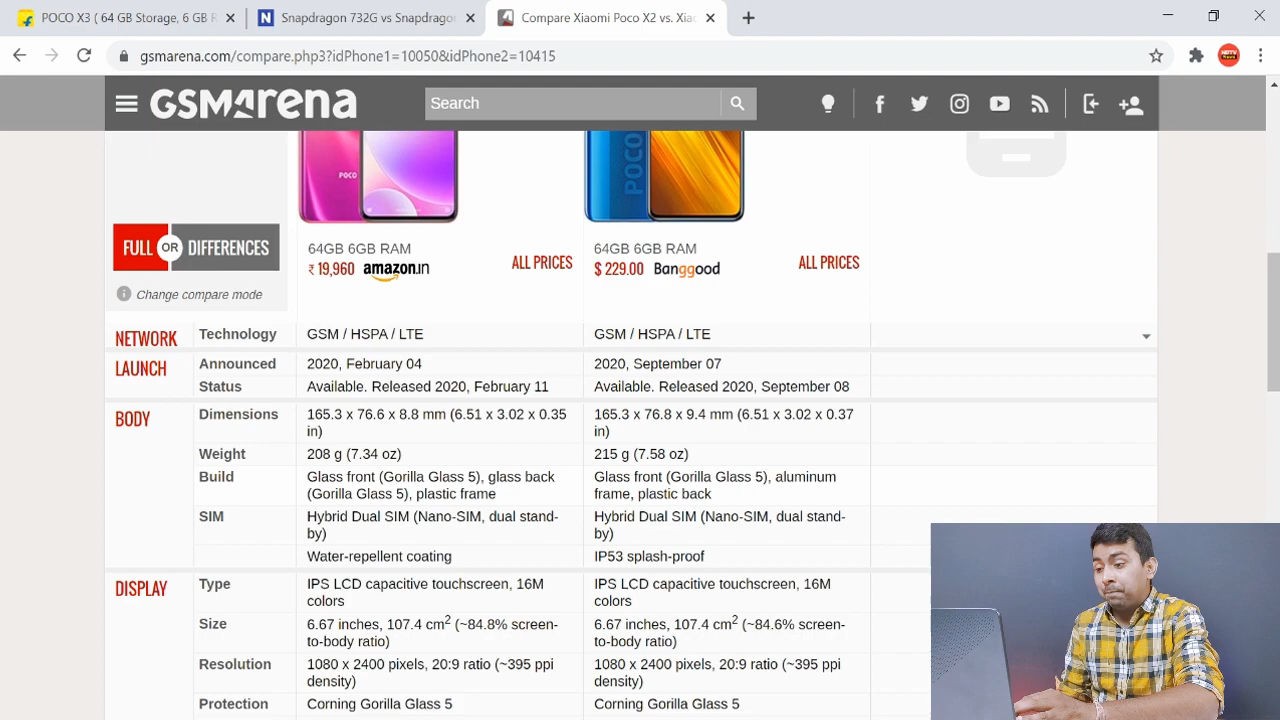 POCO X3 ( 64 GB Storage, 6 GB R
Snapdragon 732G vs Snapdragon
Compare Xiaomi Poco X2 vs. Xiao
gsmarena.com/compare.php3?idPhone1=10050&idPhone2=10415
GSMArena
Search
POCO
POCO
FULL OR DIFFERENCES
Change compare mode
64GB 6GB RAM
₹ 19,960 amazon.in ALL PRICES
64GB 6GB RAM
$ 229.00 Banggood ALL PRICES
NETWORK Technology GSM / HSPA / LTE GSM / HSPA / LTE
LAUNCH Announced 2020, February 04 2020, September 07
Status Available. Released 2020, February 11 Available. Released 2020, September 08
BODY Dimensions 165.3 x 76.6 x 8.8 mm (6.51 x 3.02 x 0.35 165.3 x 76.8 x 9.4 mm (6.51 x 3.02 x 0.37
in) in)
Weight 208 g (7.34 oz) 215 g (7.58 oz)
Build Glass front (Gorilla Glass 5), glass back Glass front (Gorilla Glass 5), aluminum
(Gorilla Glass 5), plastic frame frame, plastic back
SIM Hybrid Dual SIM (Nano-SIM, dual stand- Hybrid Dual SIM (Nano-SIM, dual stand-
by) by)
Water-repellent coating IP53 splash-proof
DISPLAY Type IPS LCD capacitive touchscreen, 16M IPS LCD capacitive touchscreen, 16M
colors colors
Size 6.67 inches, 107.4 cm2 (~84.8% screen- 6.67 inches, 107.4 cm2 (~84.6% screen-
to-body ratio) to-body ratio)
Resolution 1080 x 2400 pixels, 20:9 ratio (~395 ppi 1080 x 2400 pixels, 20:9 ratio (~395 ppi
density) density)
Protection Corning Gorilla Glass 5 Corning Gorilla Glass 5